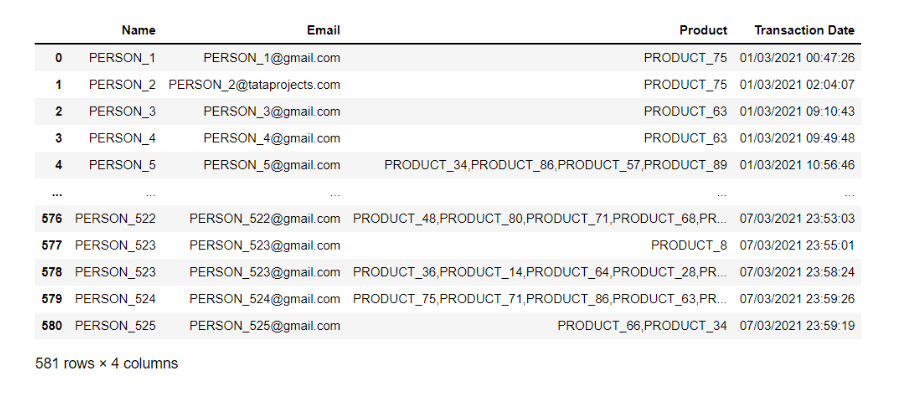 Name Email Product Transaction Date
0 PERSON_1 PERSON_1@gmail.com PRODUCT_75 01/03/2021 00:47:26
1 PERSON_2 PERSON_2@tataprojects.com PRODUCT_75 01/03/2021 02:04:07
2 PERSON_3 PERSON_3@gmail.com PRODUCT_63 01/03/2021 09:10:43
3 PERSON_4 PERSON_4@gmail.com PRODUCT_63 01/03/2021 09:49:48
4 PERSON_5 PERSON_5@gmail.com PRODUCT_34,PRODUCT_86,PRODUCT_57,PRODUCT_89 01/03/2021 10:56:46
... ... ... ... ...
576 PERSON_522 PERSON_522@gmail.com PRODUCT_48,PRODUCT_80,PRODUCT_71,PRODUCT_68,PR... 07/03/2021 23:53:03
577 PERSON_523 PERSON_523@gmail.com PRODUCT_8 07/03/2021 23:55:01
578 PERSON_523 PERSON_523@gmail.com PRODUCT_36,PRODUCT_14,PRODUCT_64,PRODUCT_28,PR... 07/03/2021 23:58:24
579 PERSON_524 PERSON_524@gmail.com PRODUCT_75,PRODUCT_71,PRODUCT_86,PRODUCT_63,PR... 07/03/2021 23:59:26
580 PERSON_525 PERSON_525@gmail.com PRODUCT_66,PRODUCT_34 07/03/2021 23:59:19
581 rows × 4 columns